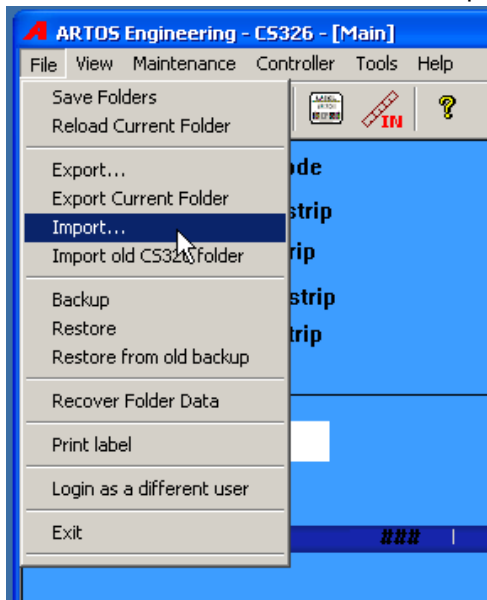 ARTOS Engineering - CS326 - [Main]
File View Maintenance Controller Tools Help
Save Folders
Reload Current Folder
IN ?
Export...
Export Current Folder
strip
Import...
Import old CS326 folder
rip
Backup
strip
Restore
trip
Restore from old backup
Recover Folder Data
Print label
Login as a different user
Exit
###